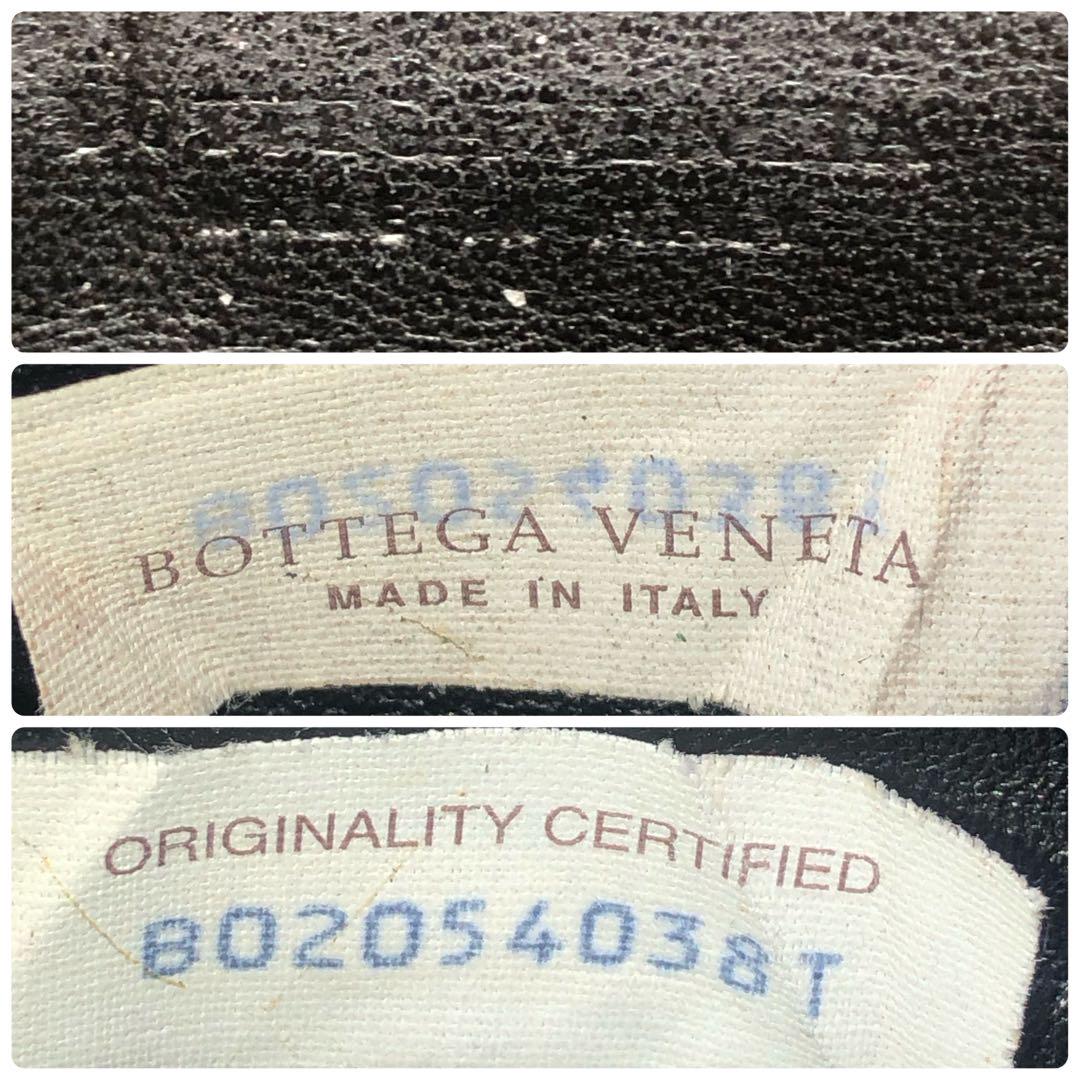 BOTTEGA VENETA
MADE IN ITALY
ORIGINALITY CERTIFIED
B02054038T